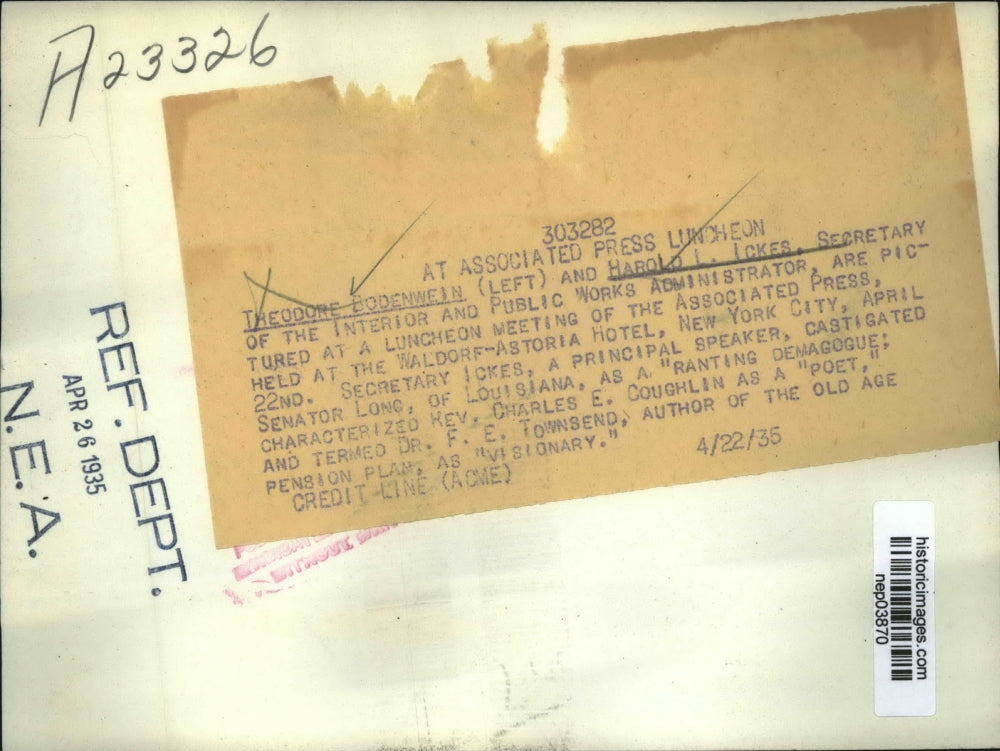 A23326
303282
AT ASSOCIATED PRESS LUNCHEON
THEODORE BODENWEIN (LEFT) AND HAROLD L. ICKES, SECRETARY
OF THE INTERIOR AND PUBLIC WORKS ADMINISTRATOR, ARE PIC-
TURED AT A LUNCHEON MEETING OF THE ASSOCIATED PRESS,
HELD AT THE WALDORF-ASTORIA HOTEL, NEW YORK CITY, APRIL
22ND. SECRETARY ICKES, A PRINCIPAL SPEAKER, CASTIGATED
SENATOR LONG, OF LOUISIANA, AS A "RANTING DEMAGOGUE;
CHARACTERIZED REV. CHARLES E. COUGHLIN AS A "POET,",
AND TERMED DR. F. E. TOWNSEND, AUTHOR OF THE OLD AGE
PENSION PLAN, AS "VISIONARY."
CREDIT LINE (ACME)
4/22/35
REF. DEPT.
APR 26 1935
N.E.A.
WITHOUT
historicimages.com
nep03870